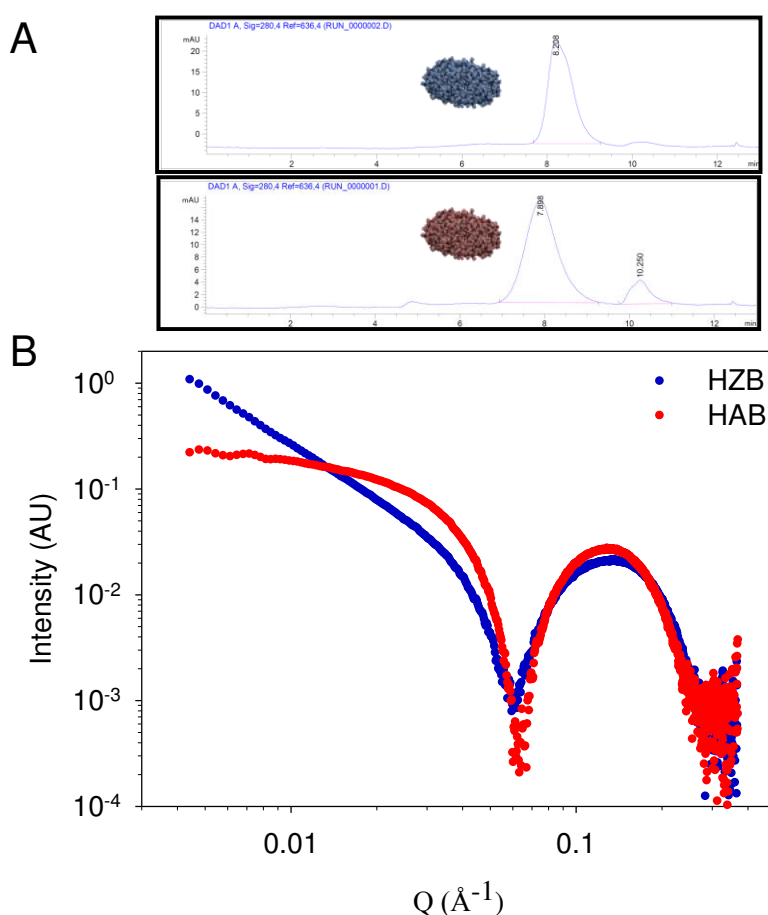 A
DAD1 A, Sig=280,4 Ref=636,4 (RUN_0000002.D)
mAU
20
15
10
5
0
8.208
2 4 6 8 10 12 min
DAD1 A, Sig=280,4 Ref=636,4 (RUN_0000001.D)
mAU
14
12
10
8
6
4
2
0
7.898
10.250
2 4 6 8 10 12 min
B
HZB
HAB
10⁰
10⁻¹
10⁻²
10⁻³
10⁻⁴
Intensity (AU)
0.01 0.1
Q (Å⁻¹)